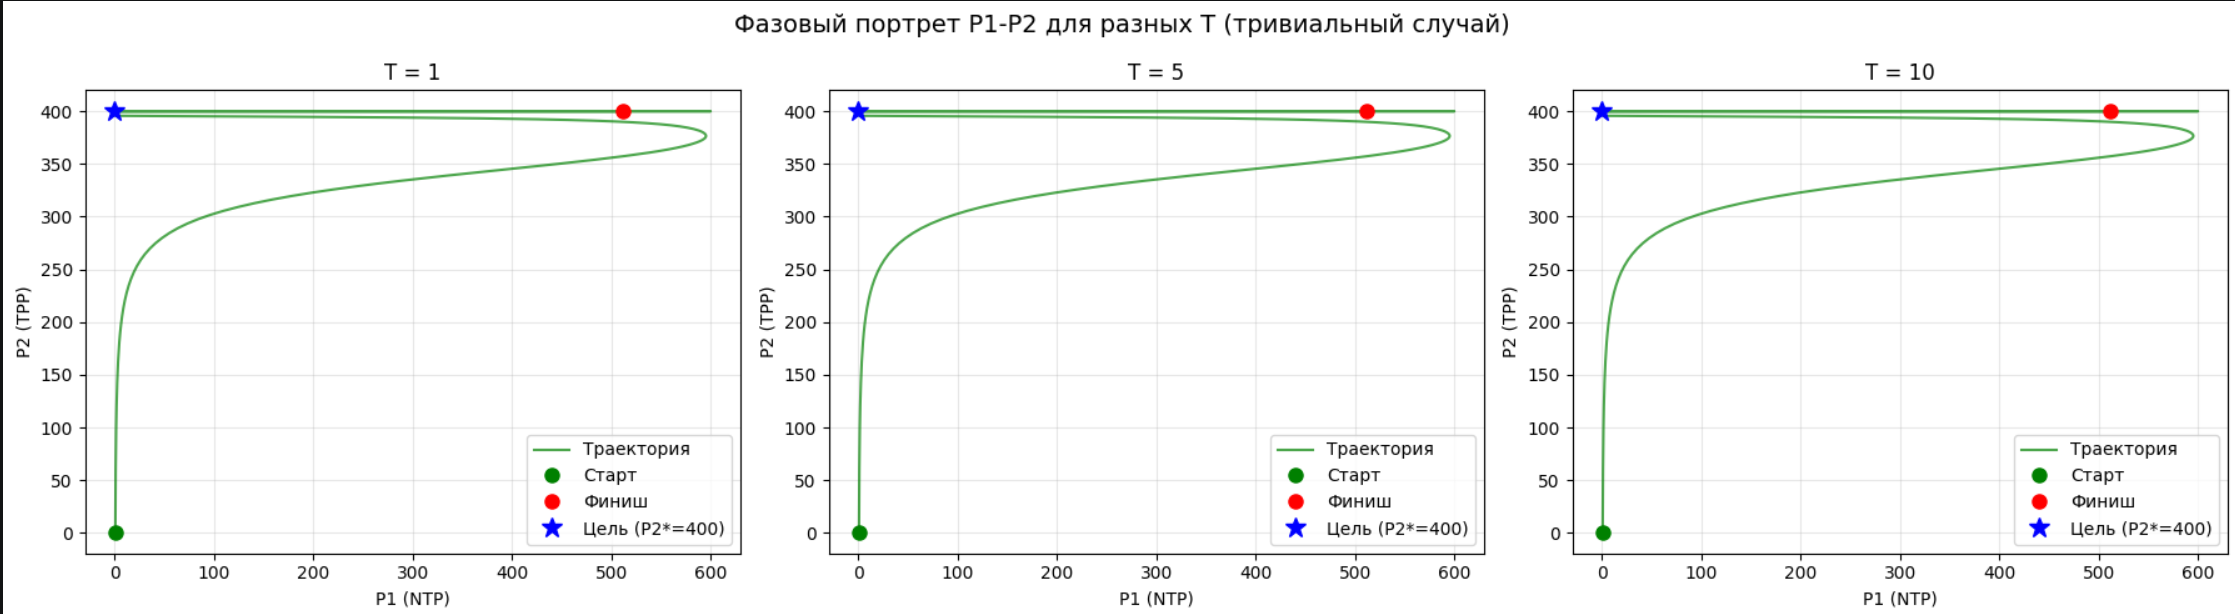 Фазовый портрет P1-P2 для разных T (тривиальный случай)
T = 1
P2 (TPP)
400
350
300
250
200
150
100
50
0
Траектория
Старт
Финиш
Цель (P2*=400)
0 100 200 300 400 500 600
P1 (NTP)
T = 5
P2 (TPP)
400
350
300
250
200
150
100
50
0
Траектория
Старт
Финиш
Цель (P2*=400)
0 100 200 300 400 500 600
P1 (NTP)
T = 10
P2 (TPP)
400
350
300
250
200
150
100
50
0
Траектория
Старт
Финиш
Цель (P2*=400)
0 100 200 300 400 500 600
P1 (NTP)